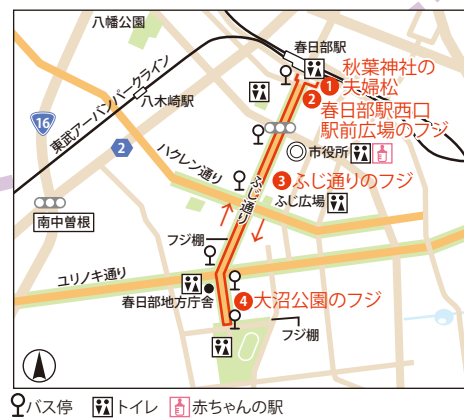 八幡公園
春日部駅
東武アーバンパークライン
八木崎駅
16
2
1 秋葉神社の
夫婦松
2 春日部駅西口
駅前広場のフジ
市役所
ハクレン通り
3 ふじ通りのフジ
ふじ広場
ふじ通り
南中曽根
フジ棚
ユリノキ通り
春日部地方庁舎
4 大沼公園のフジ
フジ棚
バス停 トイレ 赤ちゃんの駅